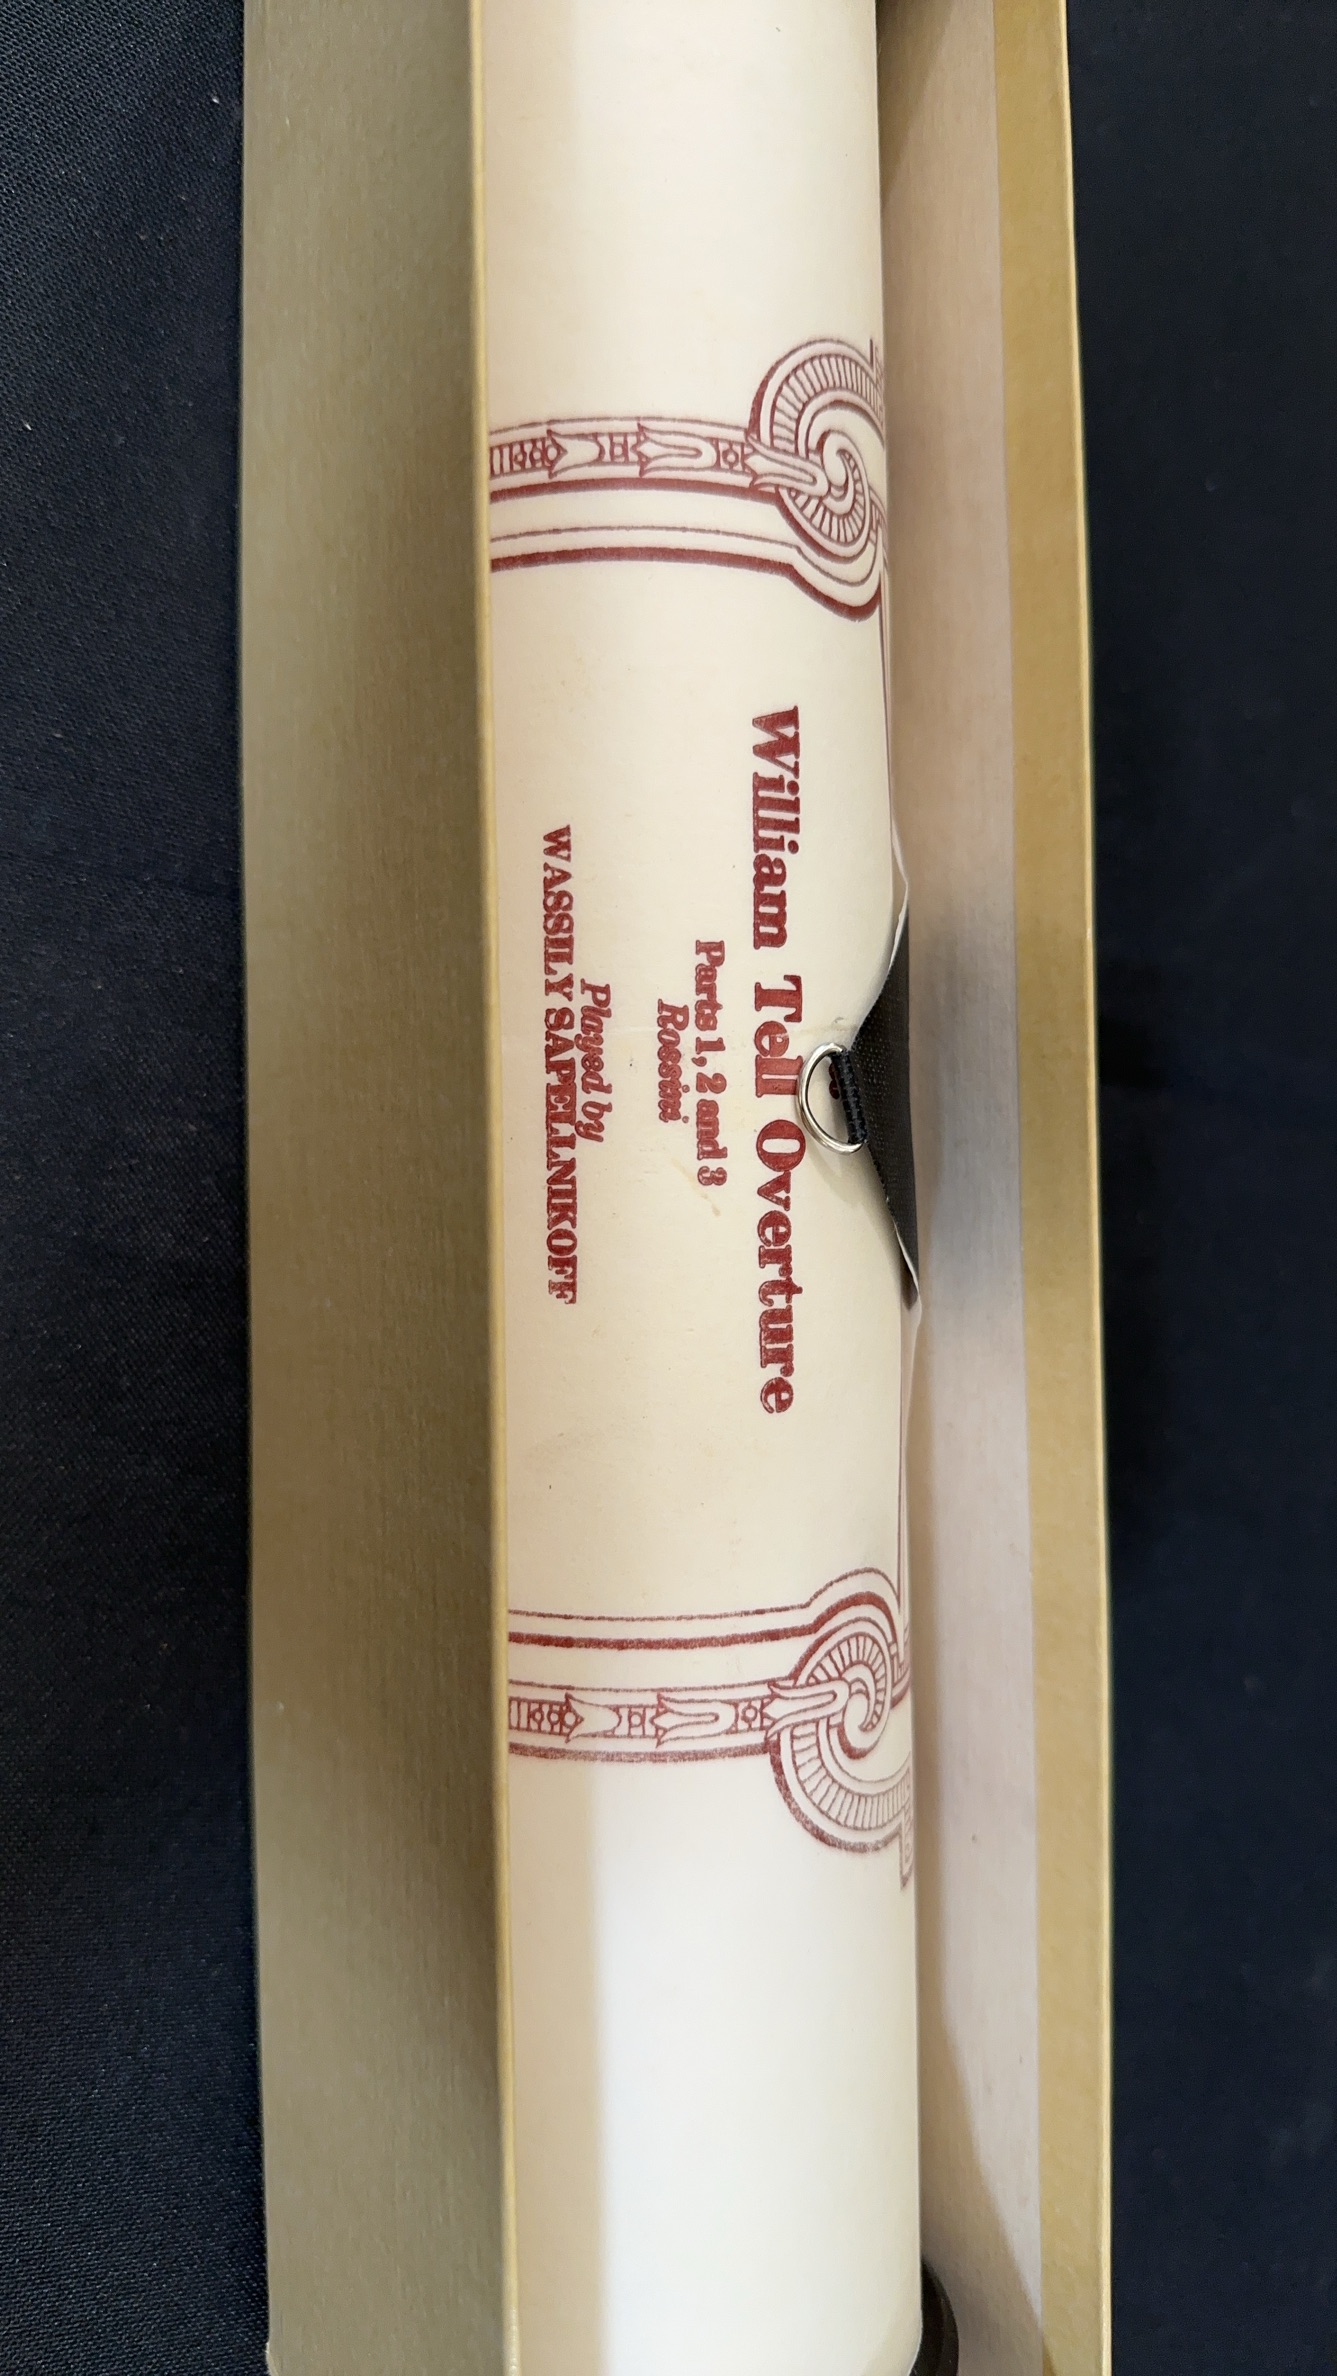 William Tell Overture
Parts 1, 2 and 3
Rossini
Played by
WASSILY SAPELLNIKOFF